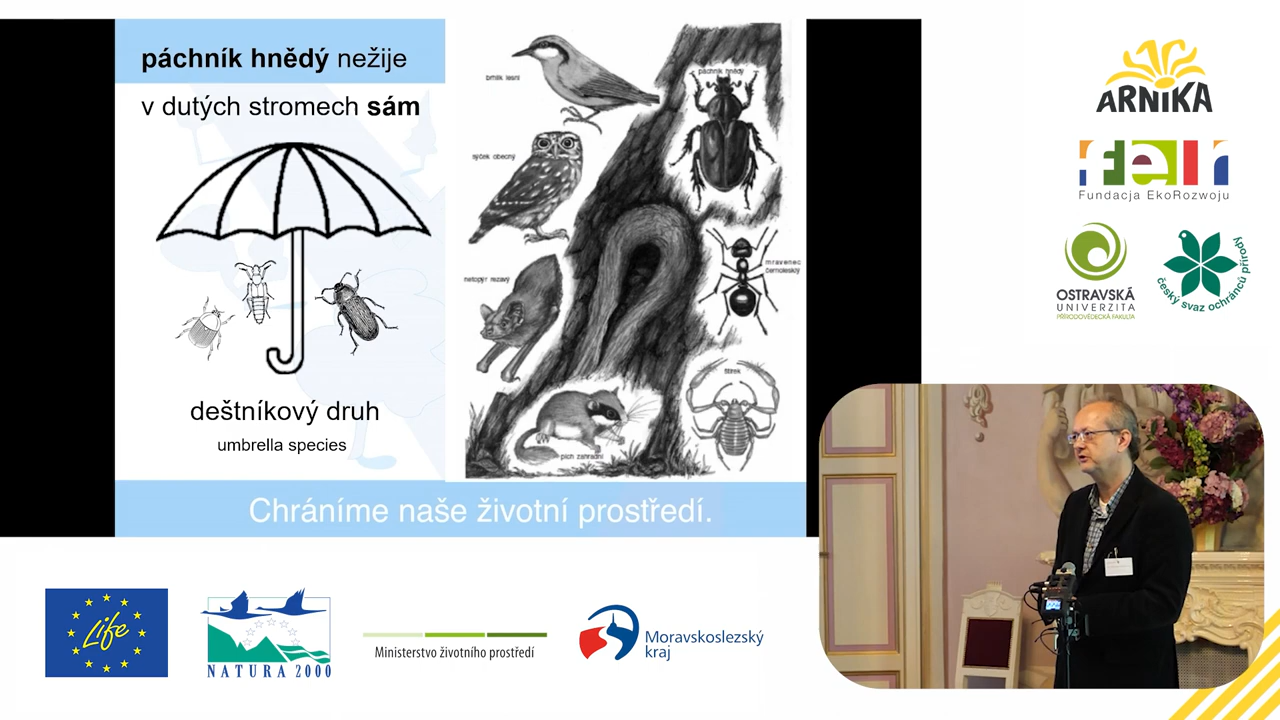 páchník hnědý nežije
v dutých stromech sám
deštníkový druh
umbrella species
brhlík lesní
páchník hnědý
sýček obecný
mravenec
černolesklý
netopýr rezavý
štírek
plch zahradní
Chráníme naše životní prostředí.
ARNiKA
feri
Fundacja EkoRozwoju
OSTRAVSKÁ
UNIVERZITA
PŘÍRODOVĚDECKÁ FAKULTA
český svaz ochránců přírody
Life
NATURA 2000
Ministerstvo životního prostředí
Moravskoslezský
kraj